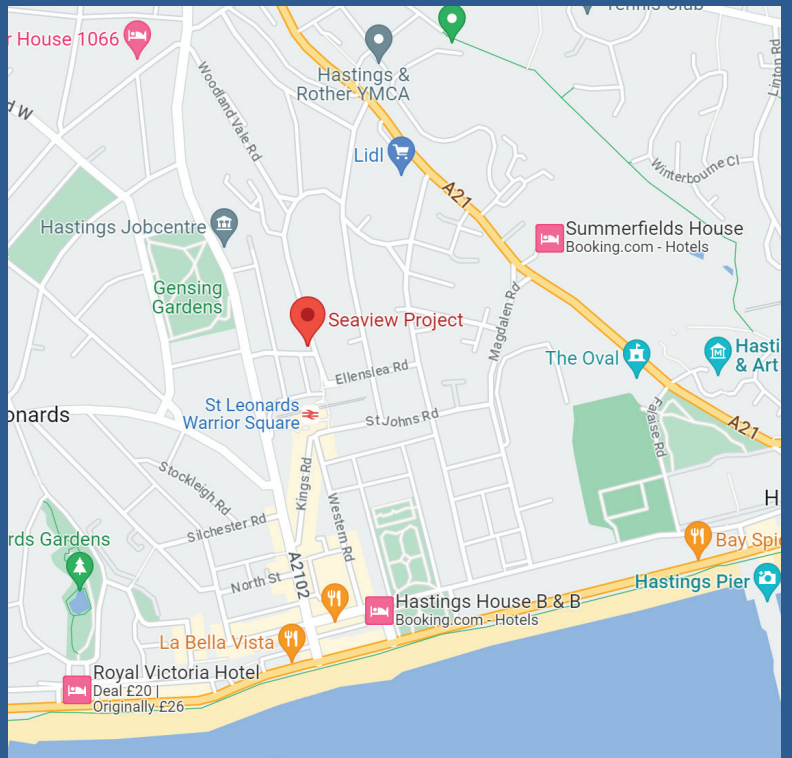 Tennis Club
r House 1066
Hastings &
Rother YMCA
Linton Rd
Woodland Vale Rd
d W
Lidl
A21
Winterbourne Cl
Hastings Jobcentre
Summerfields House
Booking.com - Hotels
Gensing
Gardens
Seaview Project
Magdalen Rd
The Oval
Hasti
& Art
Ellenslea Rd
St Leonards
Warrior Square
onards
St Johns Rd
Falaise Rd
A21
Stockleigh Rd
Kings Rd
Western Rd
H
Silchester Rd
rds Gardens
Bay Spic
A2102
North St
Hastings Pier
Hastings House B & B
Booking.com - Hotels
La Bella Vista
Royal Victoria Hotel
Deal £20 |
Originally £26